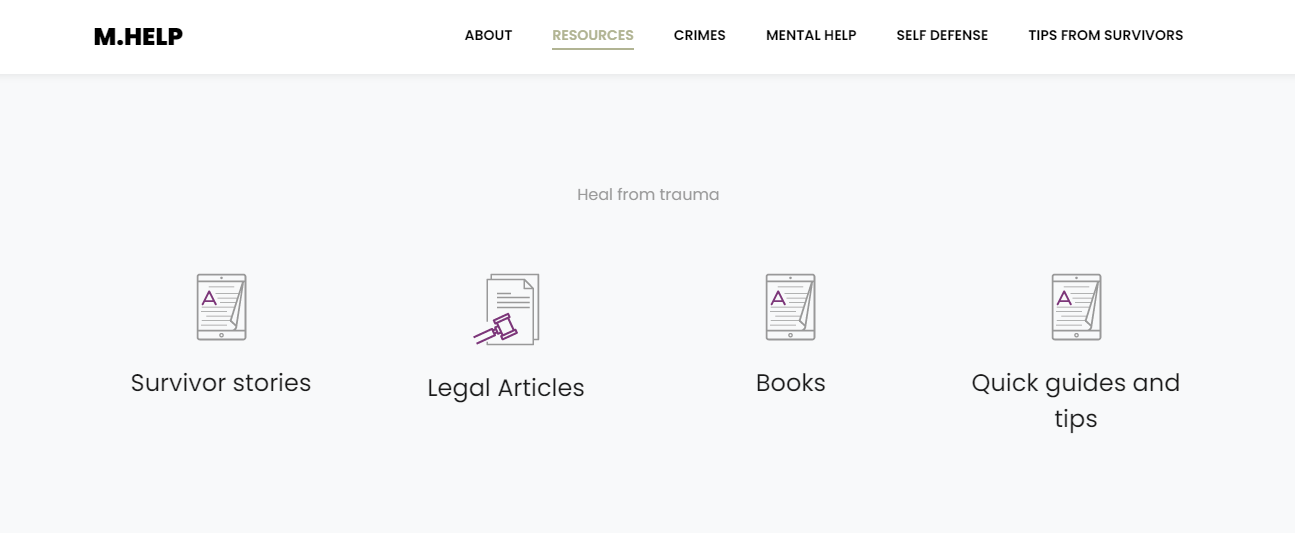 M.HELP
ABOUT RESOURCES CRIMES MENTAL HELP SELF DEFENSE TIPS FROM SURVIVORS
Heal from trauma
A
A
A
Survivor stories
Legal Articles
Books
Quick guides and
tips